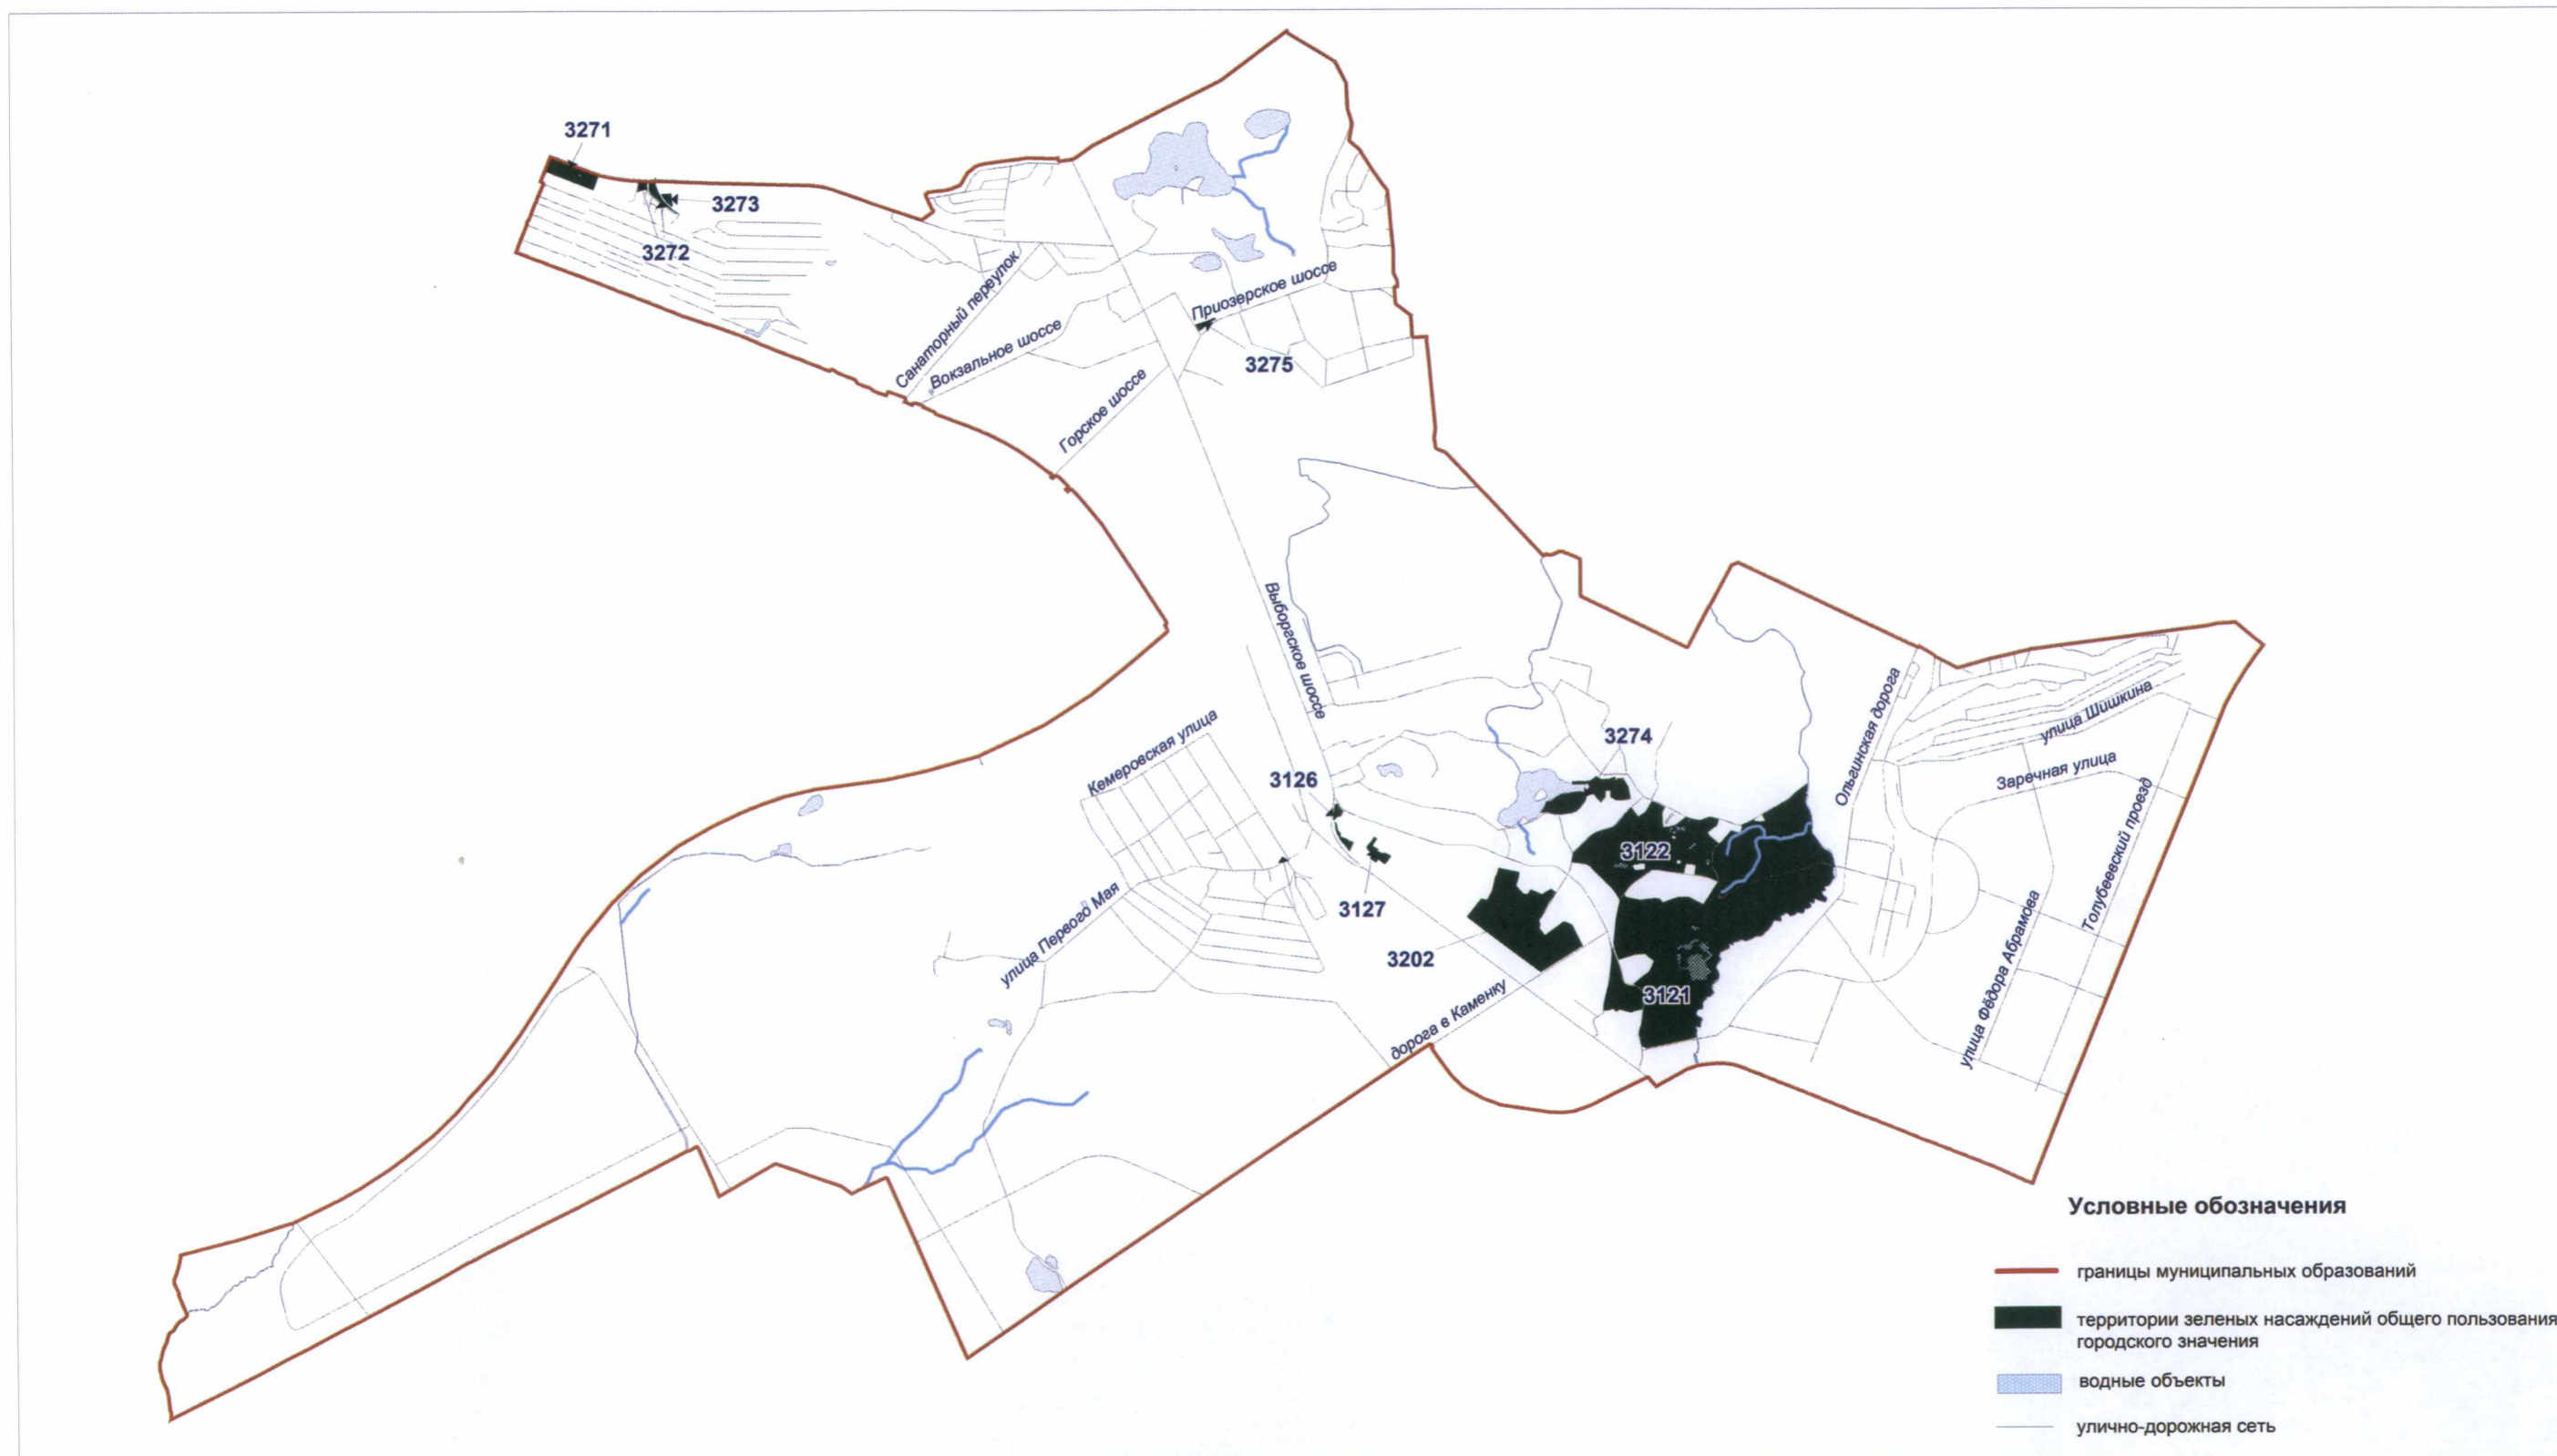 3271
3273
3272
Санаторный переулок
Вокзальное шоссе
Приозерское шоссе
3275
Горское шоссе
Выборгское шоссе
Кемеровская улица
3126
3274
Ольгинская дорога
улица Шишкина
Заречная улица
Толубеевский проезд
3122
3127
улица Первого Мая
3202
3121
улица Фёдора Абрамова
дорога в Каменку
Условные обозначения
границы муниципальных образований
территории зеленых насаждений общего пользования
городского значения
водные объекты
улично-дорожная сеть